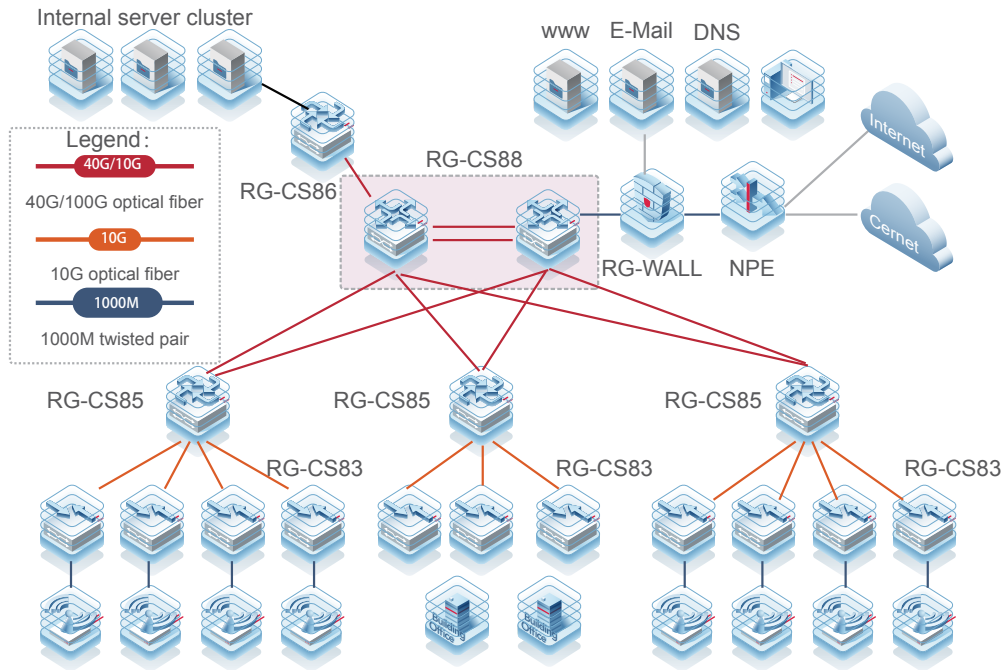 Internal server cluster
www
E-Mail
DNS
Internet
Cernet
Legend :
40G/10G
40G/100G optical fiber
10G
10G optical fiber
1000M
1000M twisted pair
RG-CS86
RG-CS88
RG-WALL
NPE
RG-CS85
RG-CS85
RG-CS85
RG-CS83
RG-CS83
RG-CS83
Building
Office
Building
Office